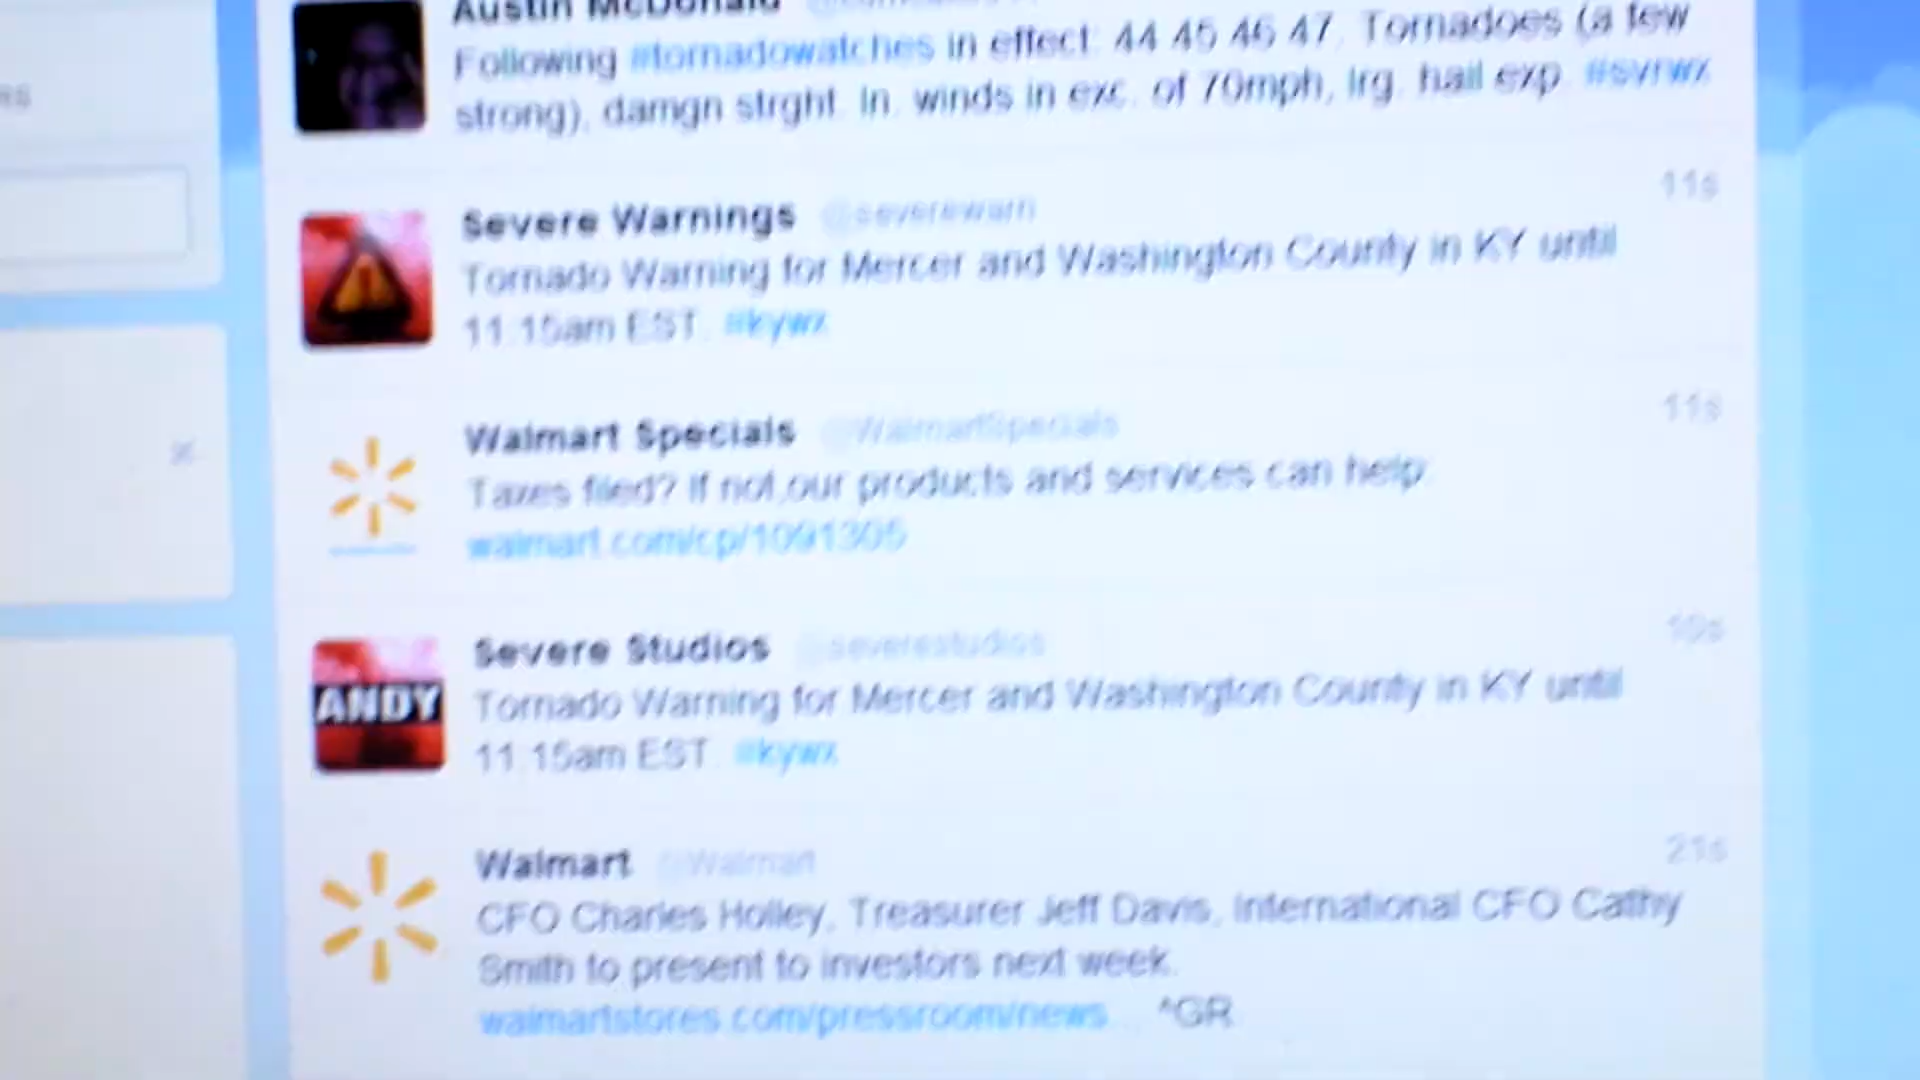 Austin McDonald
Following #tornadowatches in effect: 44 45 46 47. Tornadoes (a few
strong), damgn strght. ln. winds in exc. of 70mph, lrg. hail exp. #svrwx
11s
Severe Warnings @severewarn
Tornado Warning for Mercer and Washington County in KY until
11:15am EST. #kywx
11s
Walmart Specials @WalmartSpecials
Taxes filed? If not,our products and services can help:
walmart.com/cp/1091305
Severe Studios @severestudios
Tornado Warning for Mercer and Washington County in KY until
11:15am EST. #kywx
ANDY
21s
Walmart @Walmart
CFO Charles Holley, Treasurer Jeff Davis, International CFO Cathy
Smith to present to investors next week.
walmartstores.com/pressroom/news... ^GR